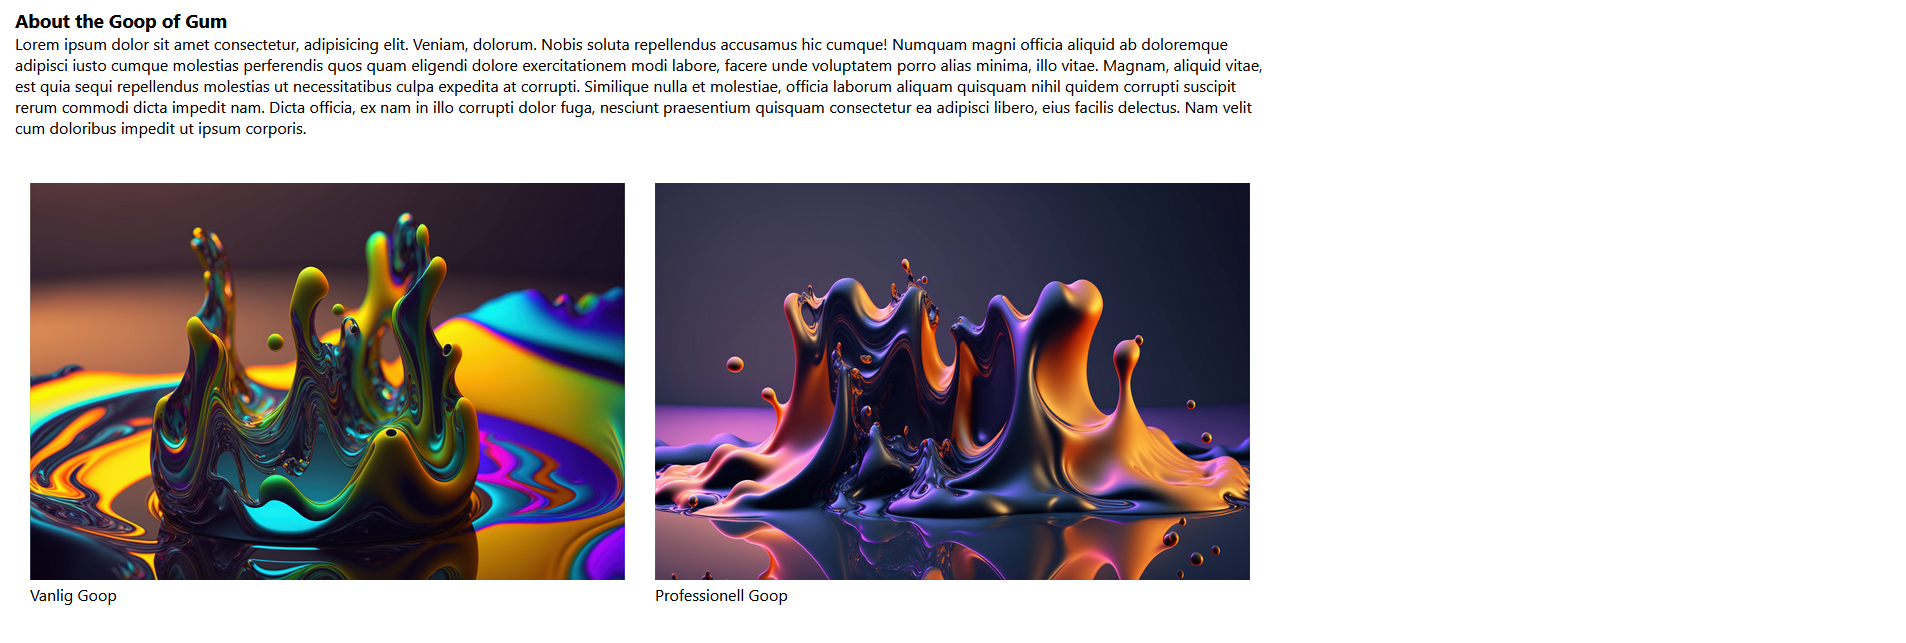 About the Goop of Gum
Lorem ipsum dolor sit amet consectetur, adipisicing elit. Veniam, dolorum. Nobis soluta repellendus accusamus hic cumque! Numquam magni officia aliquid ab doloremque
adipisci iusto cumque molestias perferendis quos quam eligendi dolore exercitationem modi labore, facere unde voluptatem porro alias minima, illo vitae. Magnam, aliquid vitae,
est quia sequi repellendus molestias ut necessitatibus culpa expedita at corrupti. Similique nulla et molestiae, officia laborum aliquam quisquam nihil quidem corrupti suscipit
rerum commodi dicta impedit nam. Dicta officia, ex nam in illo corrupti dolor fuga, nesciunt praesentium quisquam consectetur ea adipisci libero, eius facilis delectus. Nam velit
cum doloribus impedit ut ipsum corporis.
Vanlig Goop
Professionell Goop